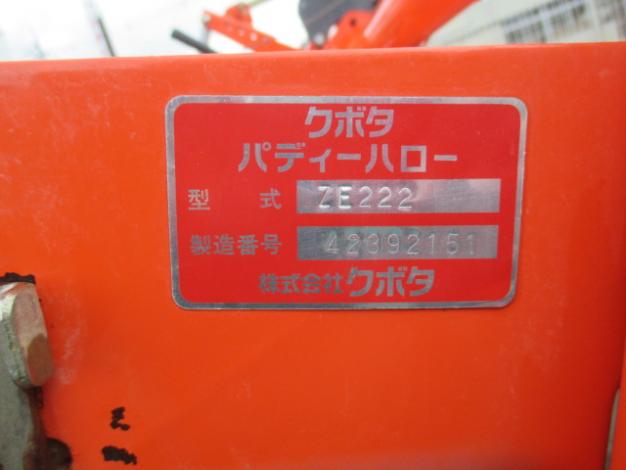 クボタ
パディーハロー
型 式 ZE222
製造番号 42392151
株式会社クボタ